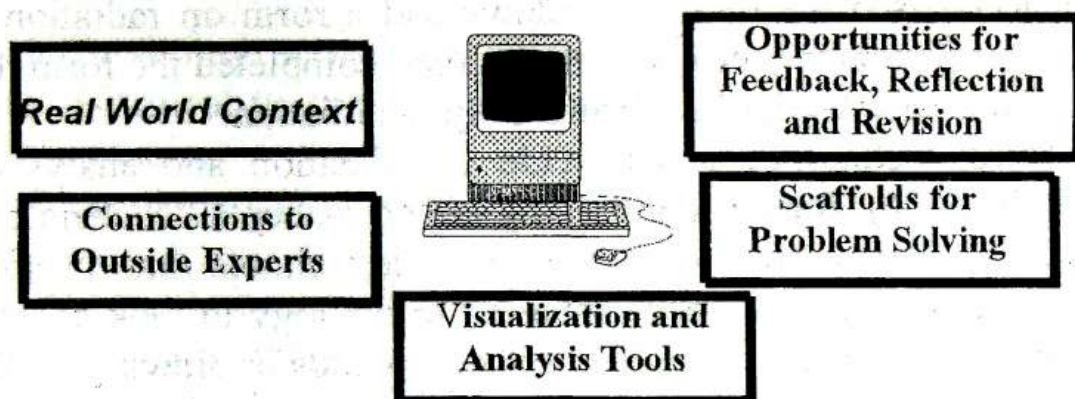 Real World Context
Opportunities for
Feedback, Reflection
and Revision
Connections to
Outside Experts
Scaffolds for
Problem Solving
Visualization and
Analysis Tools